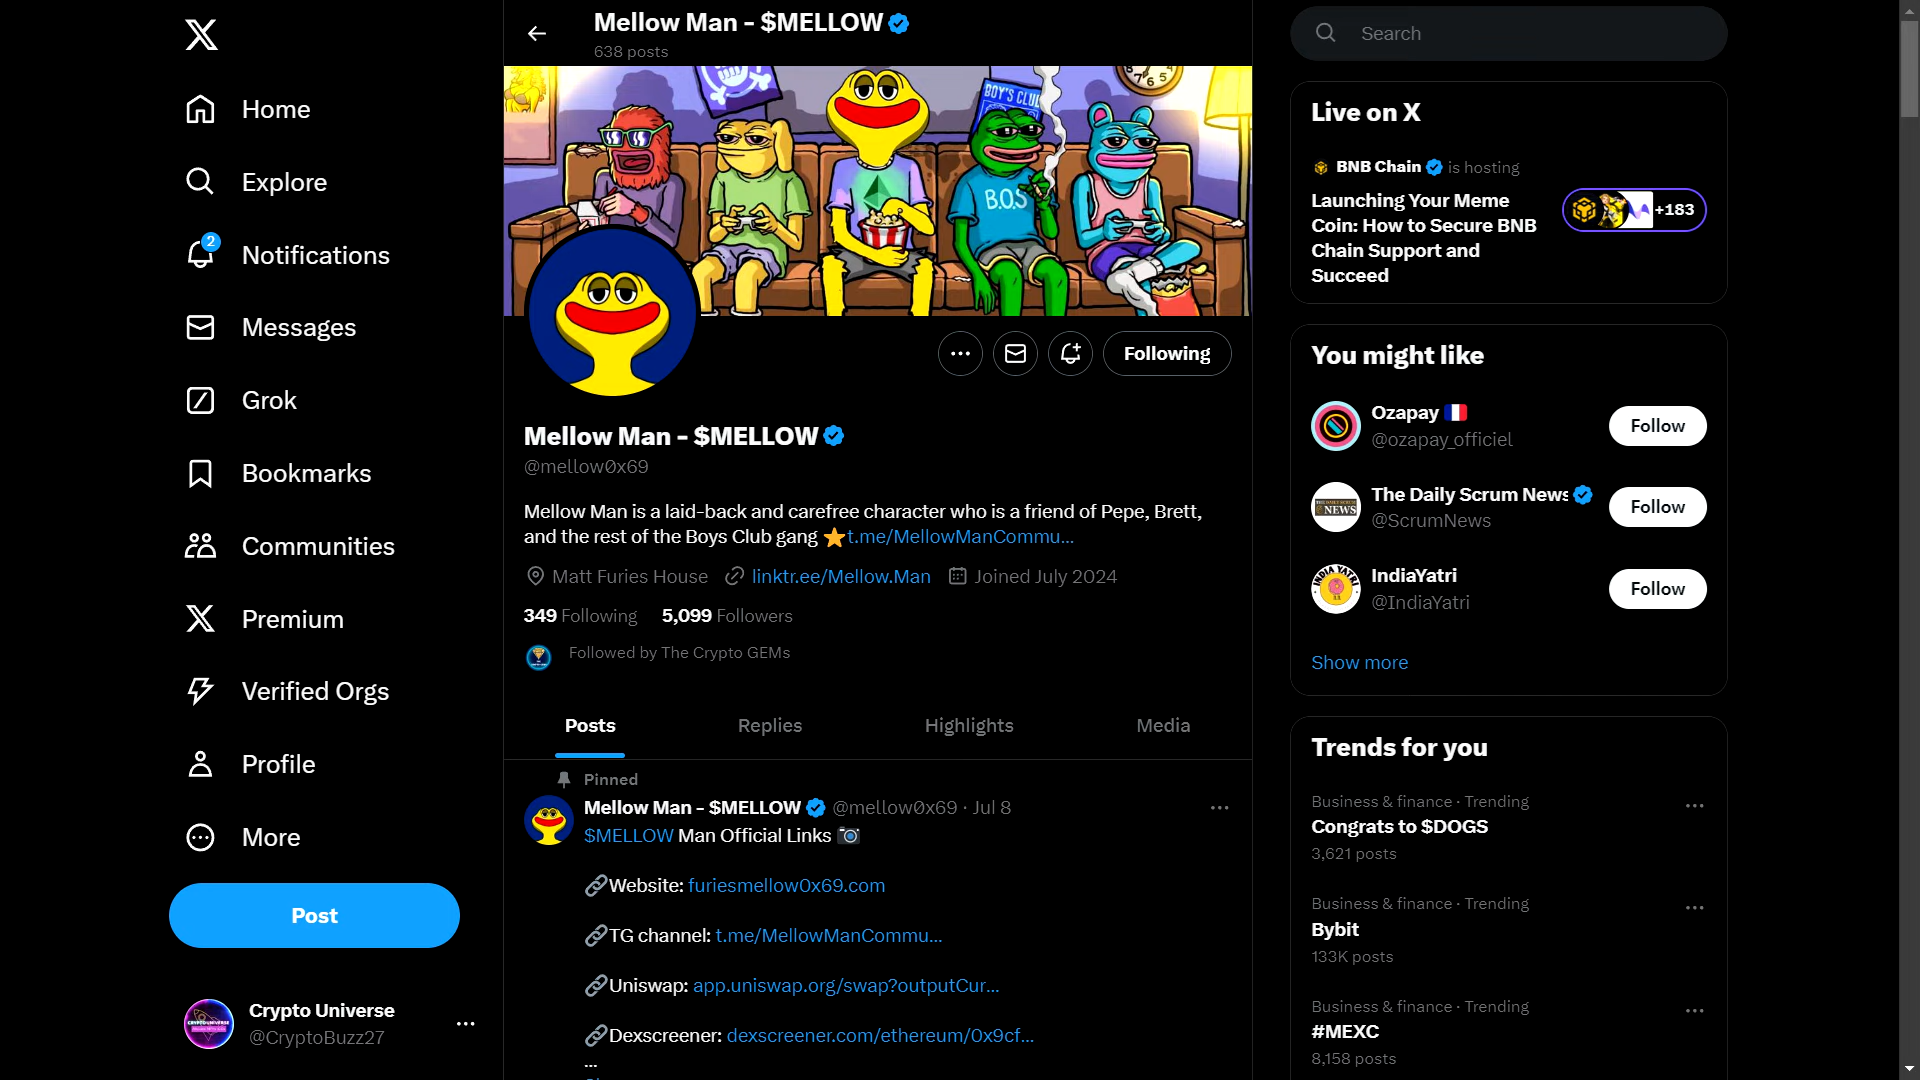 Home
Explore
2
Notifications
Messages
Grok
Bookmarks
Communities
Premium
Verified Orgs
Profile
More
Post
Crypto Universe
@CryptoBuzz27
Mellow Man - $MELLOW
638 posts
BOY'S CLUB
B.O.S
Following
Mellow Man - $MELLOW
@mellow0x69
Mellow Man is a laid-back and carefree character who is a friend of Pepe, Brett,
and the rest of the Boys Club gang ⭐t.me/MellowManCommu...
Matt Furies House linktr.ee/Mellow.Man Joined July 2024
349 Following 5,099 Followers
Followed by The Crypto GEMs
Posts Replies Highlights Media
Pinned
Mellow Man - $MELLOW @mellow0x69 · Jul 8
$MELLOW Man Official Links 📷
🔗Website: furiesmellow0x69.com
🔗TG channel: t.me/MellowManCommu...
🔗Uniswap: app.uniswap.org/swap?outputCur...
🔗Dexscreener: dexscreener.com/ethereum/0x9cf...
...
Search
Live on X
BNB Chain is hosting
Launching Your Meme
Coin: How to Secure BNB
Chain Support and
Succeed
+183
You might like
Ozapay 🇫🇷
@ozapay_officiel
Follow
The Daily Scrum News
@ScrumNews
Follow
NEWS
IndiaYatri
@IndiaYatri
Follow
INDIA YATRI
Show more
Trends for you
Business & finance · Trending
Congrats to $DOGS
3,621 posts
Business & finance · Trending
Bybit
133K posts
Business & finance · Trending
#MEXC
8,158 posts